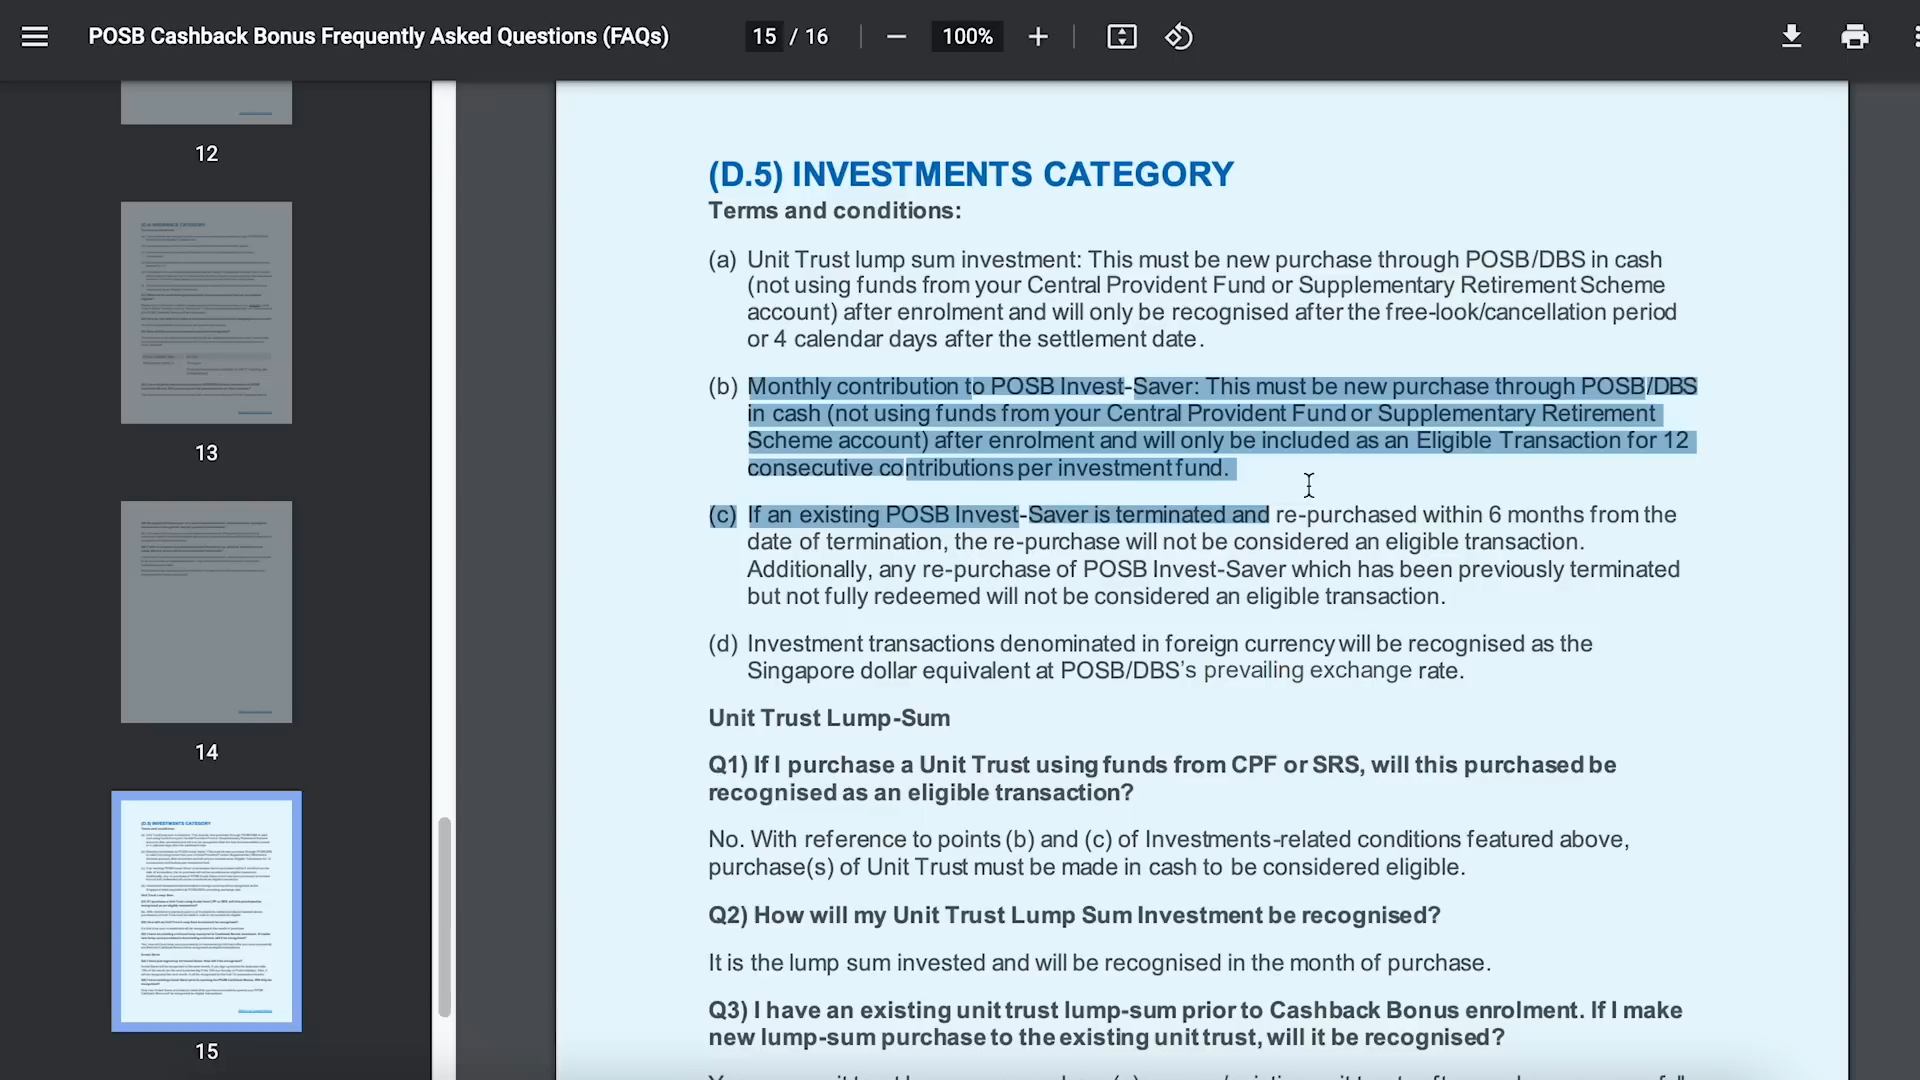 POSB Cashback Bonus Frequently Asked Questions (FAQs)
15 / 16
100%
12
13
14
15
(D.5) INVESTMENTS CATEGORY
Terms and conditions:
(a) Unit Trust lump sum investment: This must be new purchase through POSB/DBS in cash
(not using funds from your Central Provident Fund or Supplementary Retirement Scheme
account) after enrolment and will only be recognised after the free-look/cancellation period
or 4 calendar days after the settlement date.
(b) Monthly contribution to POSB Invest-Saver: This must be new purchase through POSB/DBS
in cash (not using funds from your Central Provident Fund or Supplementary Retirement
Scheme account) after enrolment and will only be included as an Eligible Transaction for 12
consecutive contributions per investment fund.
(c) If an existing POSB Invest-Saver is terminated and re-purchased within 6 months from the
date of termination, the re-purchase will not be considered an eligible transaction.
Additionally, any re-purchase of POSB Invest-Saver which has been previously terminated
but not fully redeemed will not be considered an eligible transaction.
(d) Investment transactions denominated in foreign currency will be recognised as the
Singapore dollar equivalent at POSB/DBS’s prevailing exchange rate.
Unit Trust Lump-Sum
Q1) If I purchase a Unit Trust using funds from CPF or SRS, will this purchased be
recognised as an eligible transaction?
No. With reference to points (b) and (c) of Investments-related conditions featured above,
purchase(s) of Unit Trust must be made in cash to be considered eligible.
Q2) How will my Unit Trust Lump Sum Investment be recognised?
It is the lump sum invested and will be recognised in the month of purchase.
Q3) I have an existing unit trust lump-sum prior to Cashback Bonus enrolment. If I make
new lump-sum purchase to the existing unit trust, will it be recognised?